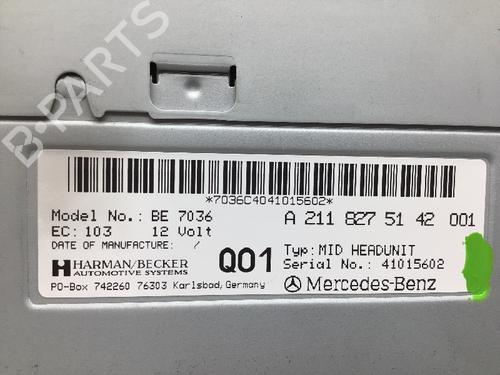 B-PARTS
*7036C4041015602*
Model No.: BE 7036 A 211 827 51 42 001
EC: 103 12 Volt
DATE OF MANUFACTURE: /
Typ: MID HEADUNIT
HARMAN/BECKER
AUTOMOTIVE SYSTEMS
Q01
Serial No.: 41015602
PO-Box 742260 76303 Karlsbad, Germany
Mercedes-Benz